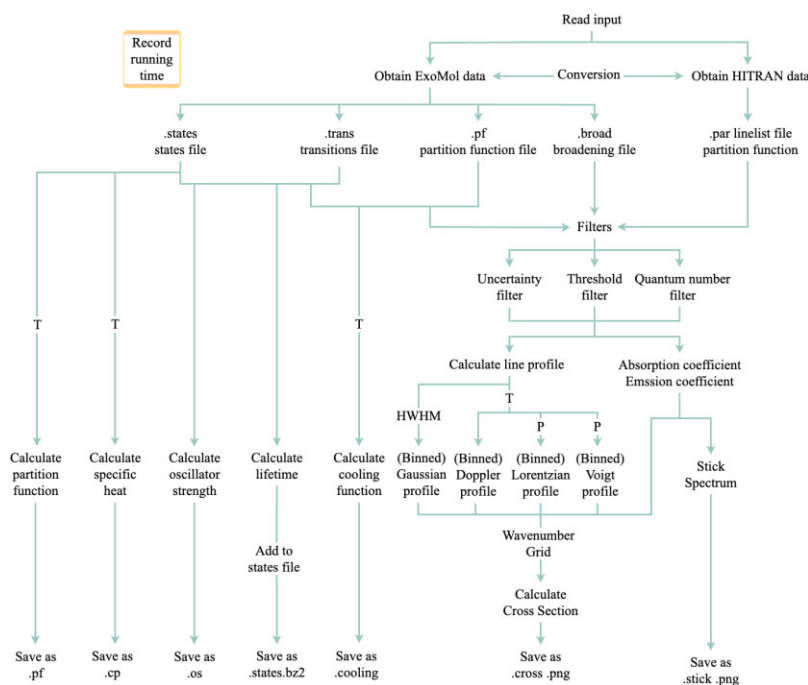 Read input
Record
running
time
Obtain ExoMol data
Conversion
Obtain HITRAN data
.states
states file
.trans
transitions file
.pf
partition function file
.broad
broadening file
.par linelist file
partition function
Filters
Uncertainty
filter
Threshold
filter
Quantum number
filter
T
T
T
Calculate line profile
Absorption coefficient
Emssion coefficient
T
HWHM
P
P
Calculate
partition
function
Calculate
specific
heat
Calculate
oscillator
strength
Calculate
lifetime
Calculate
cooling
function
(Binned)
Gaussian
profile
(Binned)
Doppler
profile
(Binned)
Lorentzian
profile
(Binned)
Voigt
profile
Stick
Spectrum
Add to
states file
Wavenumber
Grid
Calculate
Cross Section
Save as
.pf
Save as
.cp
Save as
.os
Save as
.states.bz2
Save as
.cooling
Save as
.cross .png
Save as
.stick .png